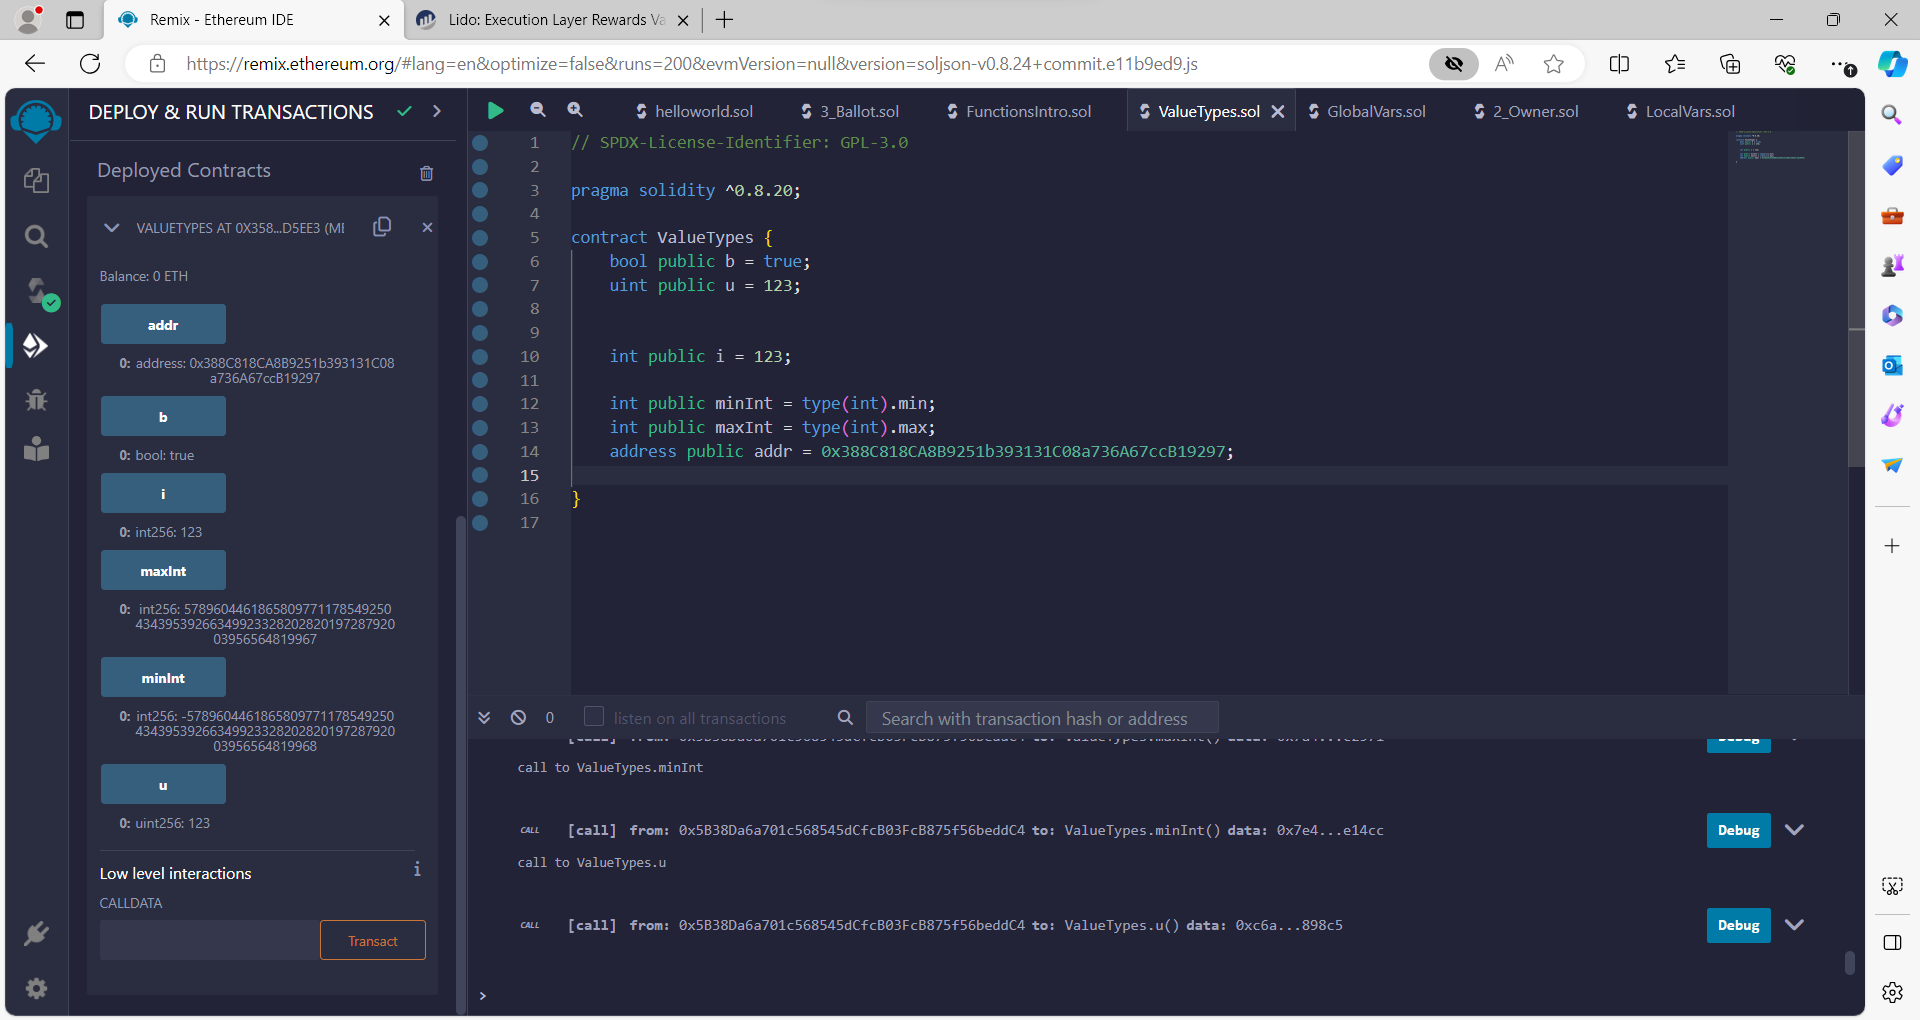 Remix - Ethereum IDE
Lido: Execution Layer Rewards Va
https://remix.ethereum.org/#lang=en&optimize=false&runs=200&evmVersion=null&version=soljson-v0.8.24+commit.e11b9ed9.js
DEPLOY & RUN TRANSACTIONS
helloworld.sol
3_Ballot.sol
FunctionsIntro.sol
ValueTypes.sol
GlobalVars.sol
2_Owner.sol
LocalVars.sol
Deployed Contracts
VALUETYPES AT 0X358...D5EE3 (ME
Balance: 0 ETH
addr
0: address: 0x388C818CA8B9251b393131C08
a736A67ccB19297
b
0: bool: true
i
0: int256: 123
maxInt
0: int256: 5789604461865809771178549250
4343953926634992332820282019728792
03956564819967
minInt
0: int256: -5789604461865809771178549250
4343953926634992332820282019728792
03956564819968
u
0: uint256: 123
Low level interactions
i
CALLDATA
Transact
1 // SPDX-License-Identifier: GPL-3.0
2
3 pragma solidity ^0.8.20;
4
5 contract ValueTypes {
6 bool public b = true;
7 uint public u = 123;
8
9
10 int public i = 123;
11
12 int public minInt = type(int).min;
13 int public maxInt = type(int).max;
14 address public addr = 0x388C818CA8B9251b393131C08a736A67ccB19297;
15
16 }
17
0
listen on all transactions
Search with transaction hash or address
call to ValueTypes.minInt
CALL [call] from: 0x5B38Da6a701c568545dCfcB03FcB875f56beddC4 to: ValueTypes.minInt() data: 0x7e4...e14cc
Debug
call to ValueTypes.u
CALL [call] from: 0x5B38Da6a701c568545dCfcB03FcB875f56beddC4 to: ValueTypes.u() data: 0xc6a...898c5
Debug
>